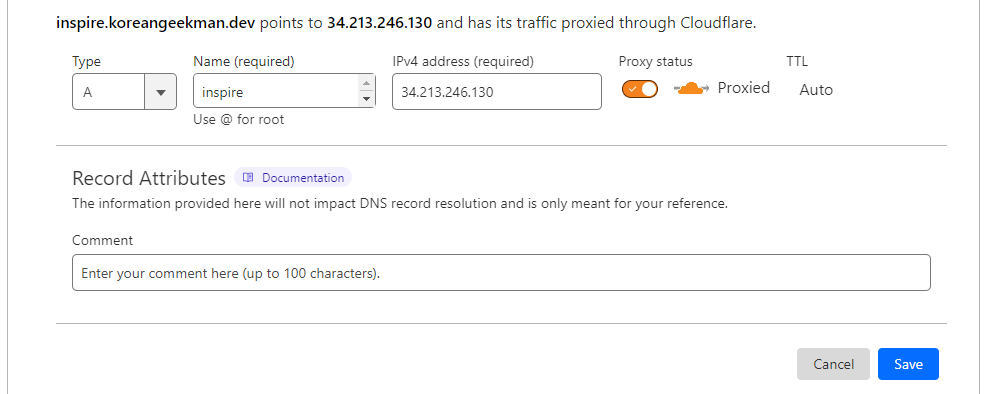 inspire.koreangeekman.dev points to 34.213.246.130 and has its traffic proxied through Cloudflare.
Type Name (required) IPv4 address (required) Proxy status TTL
A inspire 34.213.246.130 Proxied Auto
Use @ for root
Record Attributes Documentation
The information provided here will not impact DNS record resolution and is only meant for your reference.
Comment
Enter your comment here (up to 100 characters).
Cancel Save